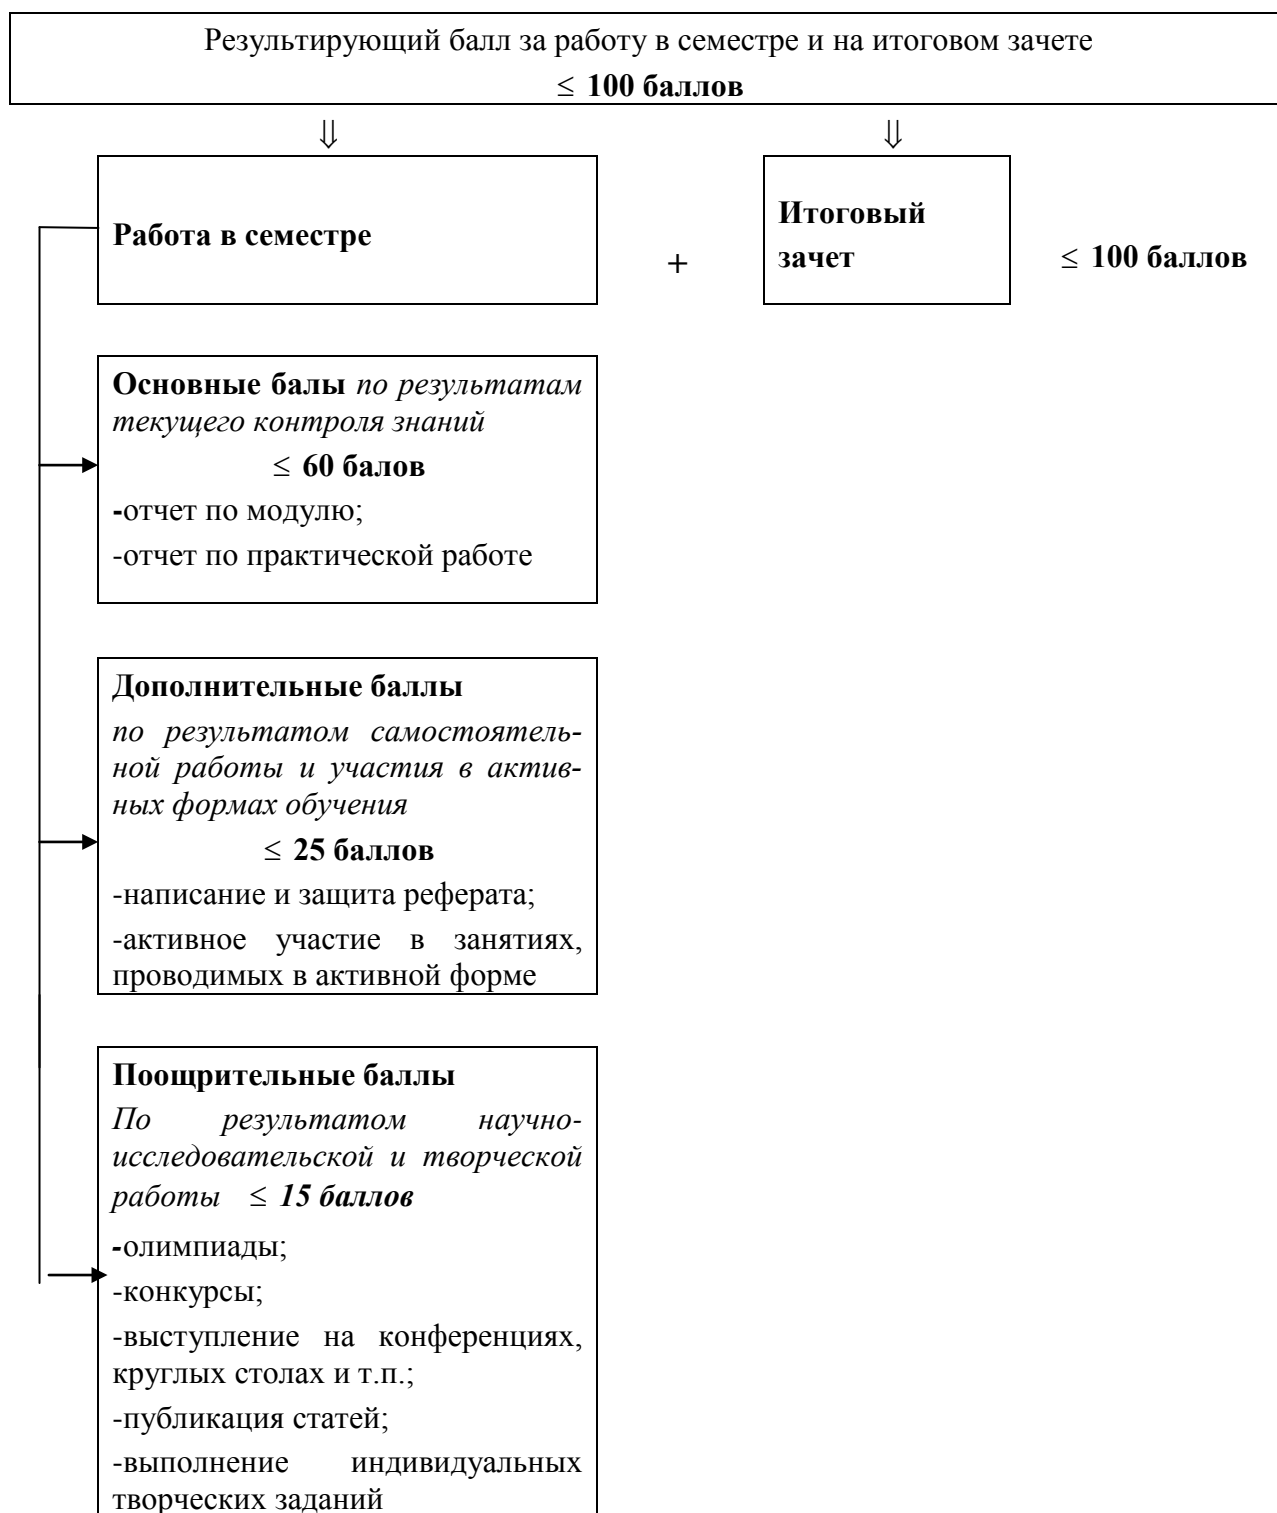 Результирующий балл за работу в семестре и на итоговом зачете
≤ 100 баллов
⇓ ⇓
Работа в семестре
+
Итоговый
зачет
≤ 100 баллов
Основные балы по результатам
текущего контроля знаний
≤ 60 балов
-отчет по модулю;
-отчет по практической работе
Дополнительные баллы
по результатом самостоятель-
ной работы и участия в актив-
ных формах обучения
≤ 25 баллов
-написание и защита реферата;
-активное участие в занятиях,
проводимых в активной форме
Поощрительные баллы
По результатом научно-
исследовательской и творческой
работы ≤ 15 баллов
-олимпиады;
-конкурсы;
-выступление на конференциях,
круглых столах и т.п.;
-публикация статей;
-выполнение индивидуальных
творческих заданий